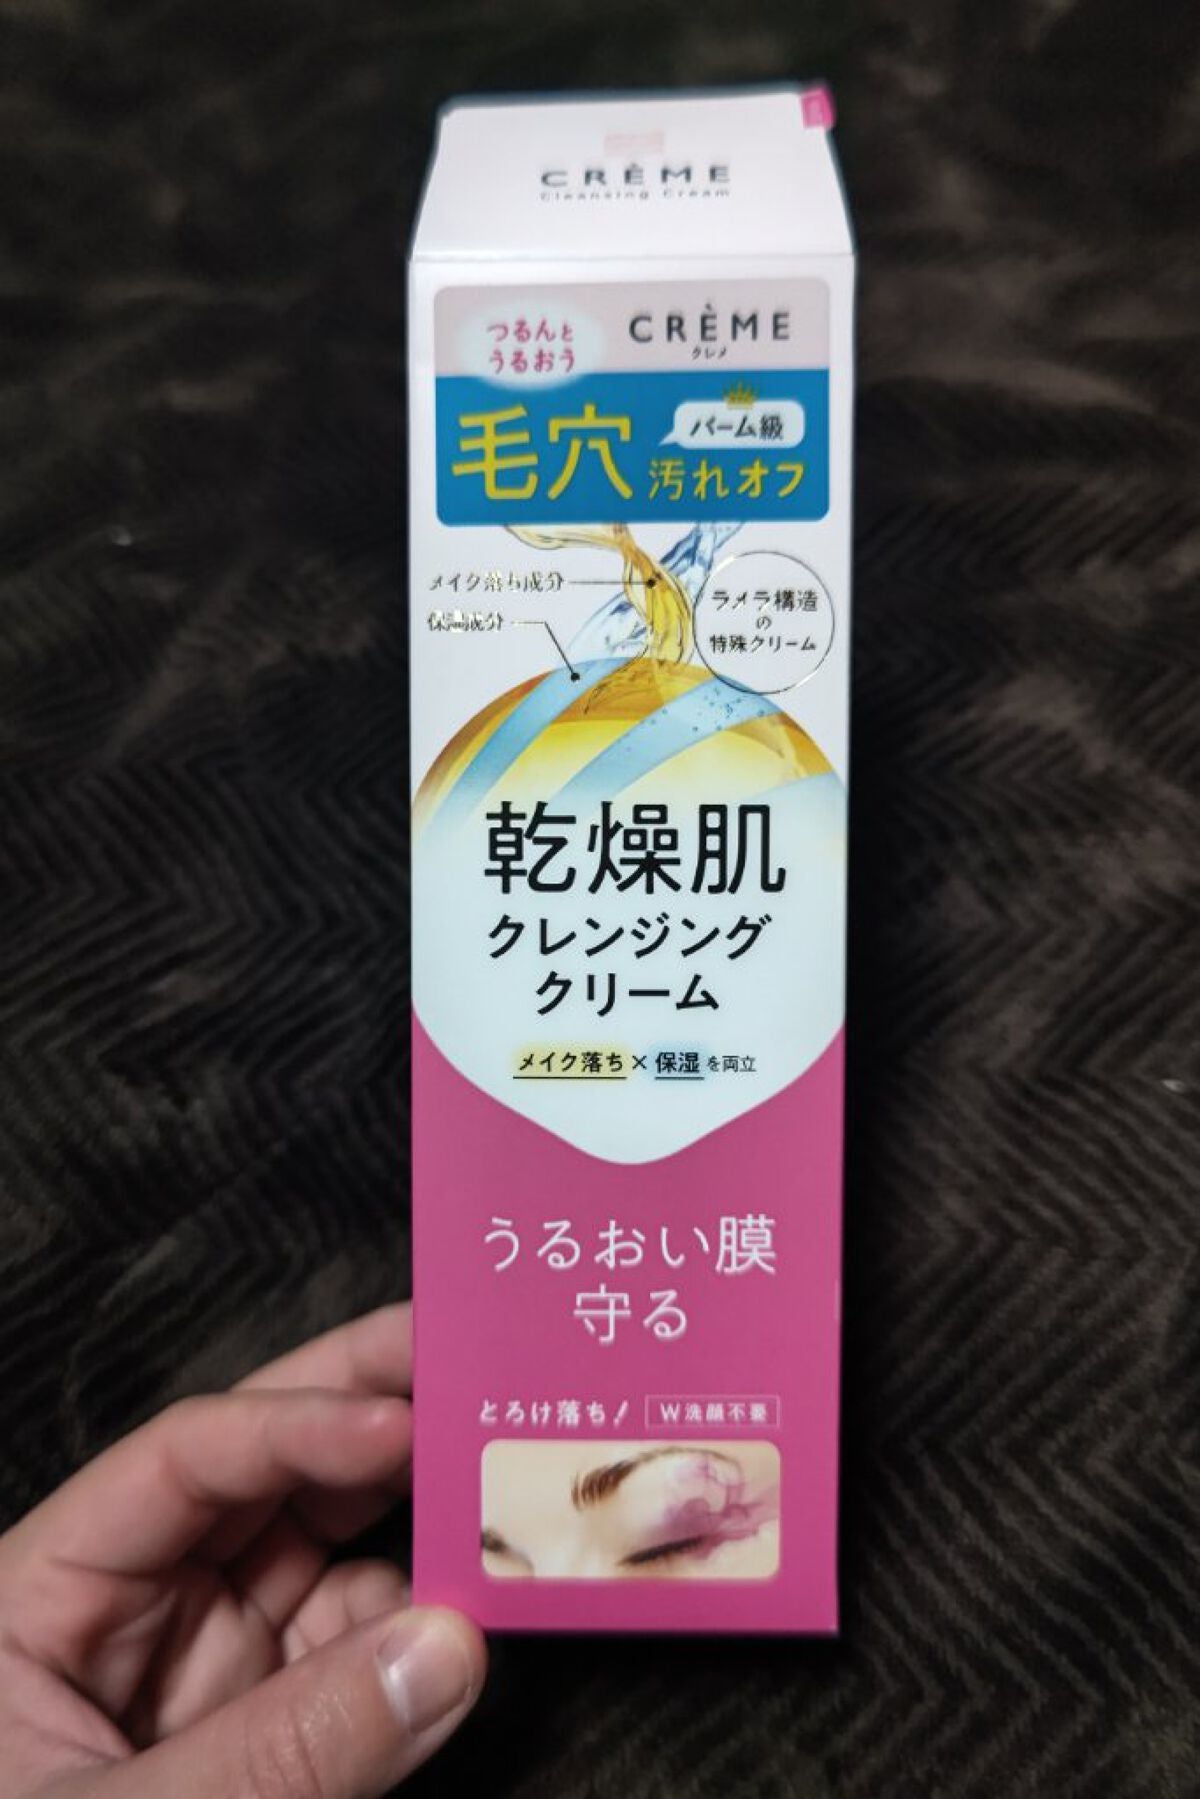 CRÈME
Cleansing Cream
つるんと
うるおう
CRÈME
クレメ
毛穴
バーム級
汚れオフ
メイク落ち成分
保湿成分
ラメラ構造
の
特殊クリーム
乾燥肌
クレンジング
クリーム
メイク落ち×保湿を両立
うるおい膜
守る
とろけ落ち!
W洗顔不要